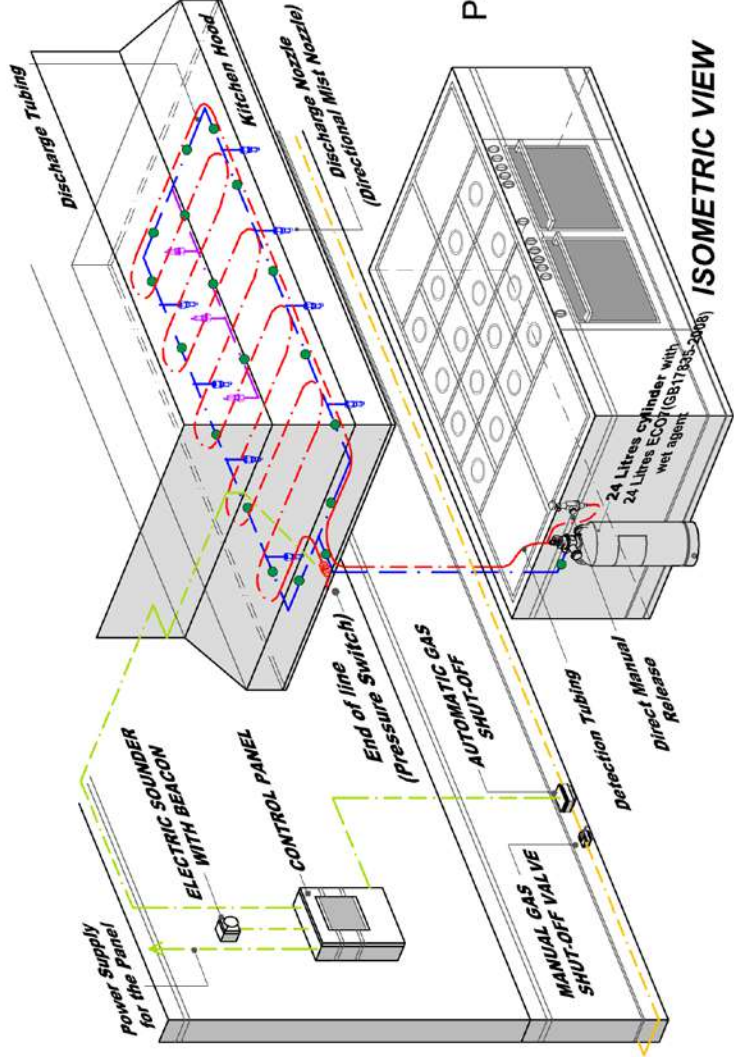 Discharge Tubing
Kitchen Hood
Discharge Nozzle
(Directional Mist Nozzle)
P
ISOMETRIC VIEW
24 Litres cylinder with
24 Litres ECO7(GB17835-2008)
wet agent
Power Supply
for the Panel
ELECTRIC SOUNDER
WITH BEACON
CONTROL PANEL
End of line
(Pressure Switch)
AUTOMATIC GAS
SHUT-OFF
MANUAL GAS
SHUT-OFF VALVE
Detection Tubing
Direct Manual
Release